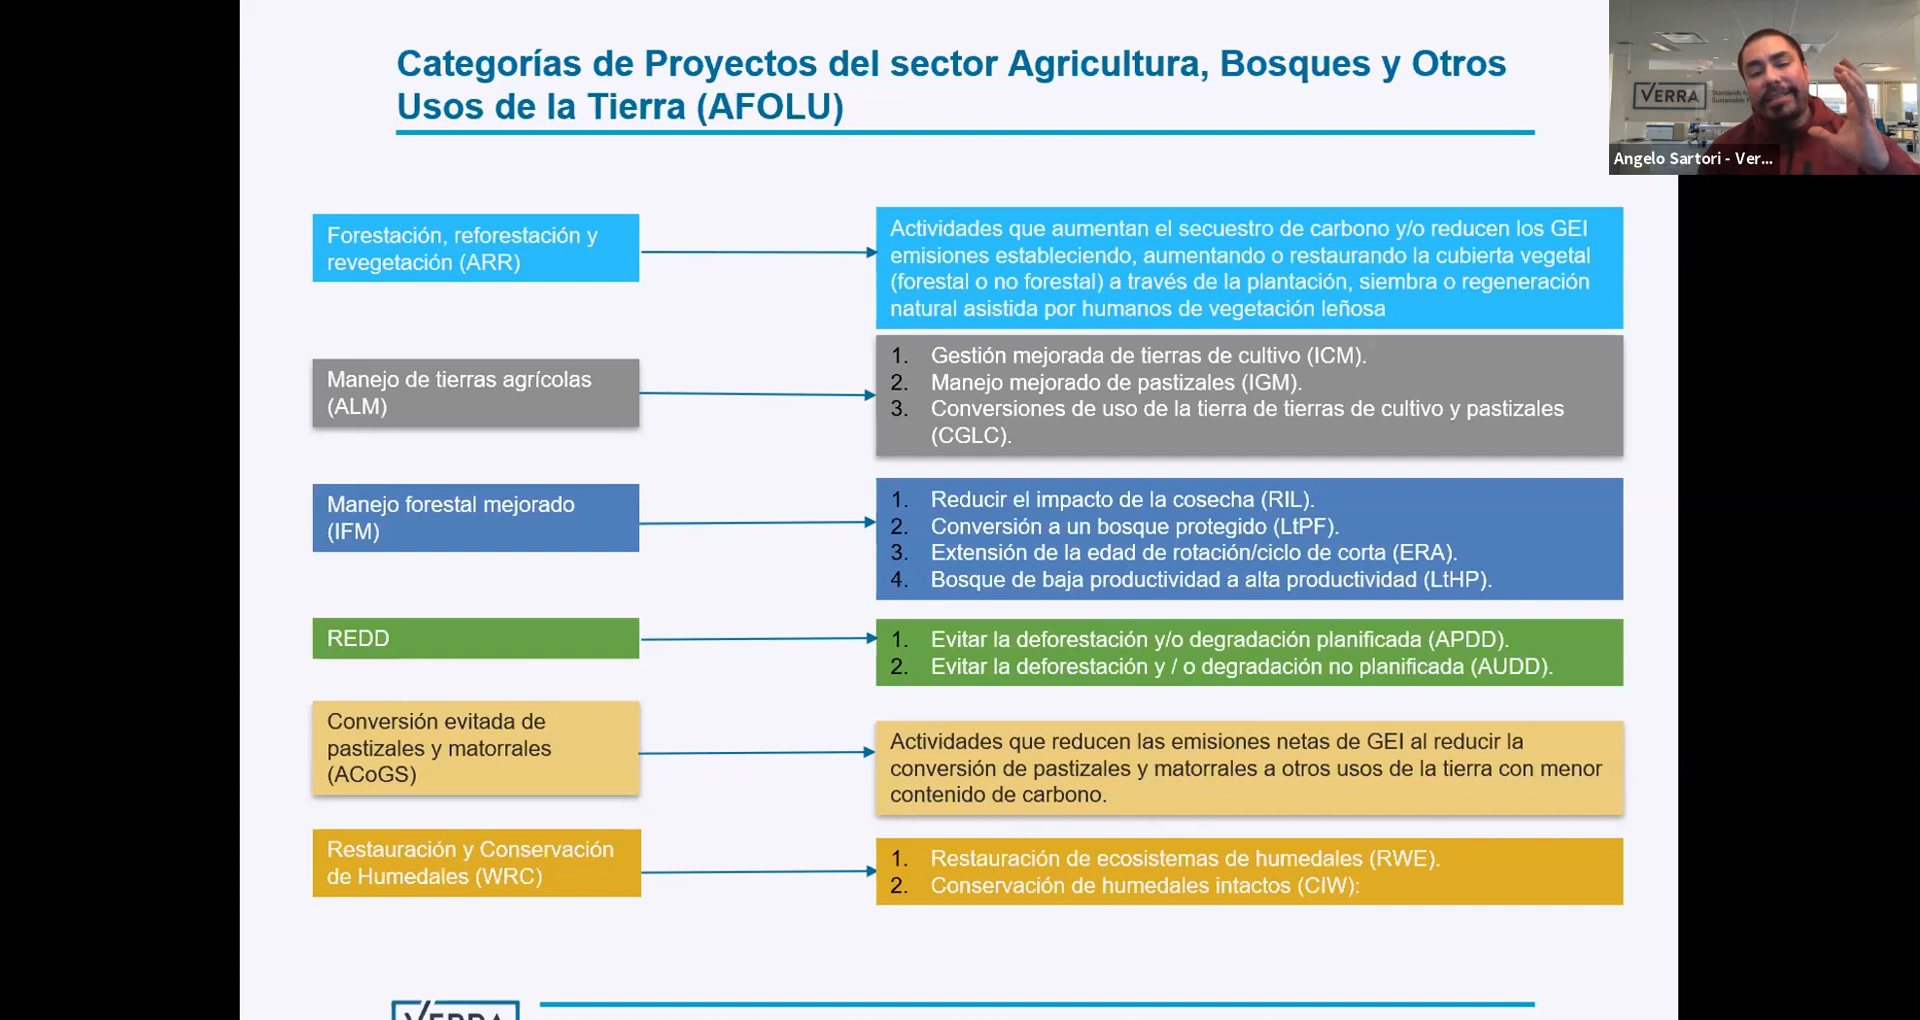 Categorías de Proyectos del sector Agricultura, Bosques y Otros
Usos de la Tierra (AFOLU)
VERRA
Angelo Sartori - Ver...
Forestación, reforestación y
revegetación (ARR)
Actividades que aumentan el secuestro de carbono y/o reducen los GEI
emisiones estableciendo, aumentando o restaurando la cubierta vegetal
(forestal o no forestal) a través de la plantación, siembra o regeneración
natural asistida por humanos de vegetación leñosa
Manejo de tierras agrícolas
(ALM)
1. Gestión mejorada de tierras de cultivo (ICM).
2. Manejo mejorado de pastizales (IGM).
3. Conversiones de uso de la tierra de tierras de cultivo y pastizales
(CGLC).
Manejo forestal mejorado
(IFM)
1. Reducir el impacto de la cosecha (RIL).
2. Conversión a un bosque protegido (LtPF).
3. Extensión de la edad de rotación/ciclo de corta (ERA).
4. Bosque de baja productividad a alta productividad (LtHP).
REDD
1. Evitar la deforestación y/o degradación planificada (APDD).
2. Evitar la deforestación y / o degradación no planificada (AUDD).
Conversión evitada de
pastizales y matorrales
(ACoGS)
Actividades que reducen las emisiones netas de GEI al reducir la
conversión de pastizales y matorrales a otros usos de la tierra con menor
contenido de carbono.
Restauración y Conservación
de Humedales (WRC)
1. Restauración de ecosistemas de humedales (RWE).
2. Conservación de humedales intactos (CIW):
VERRA